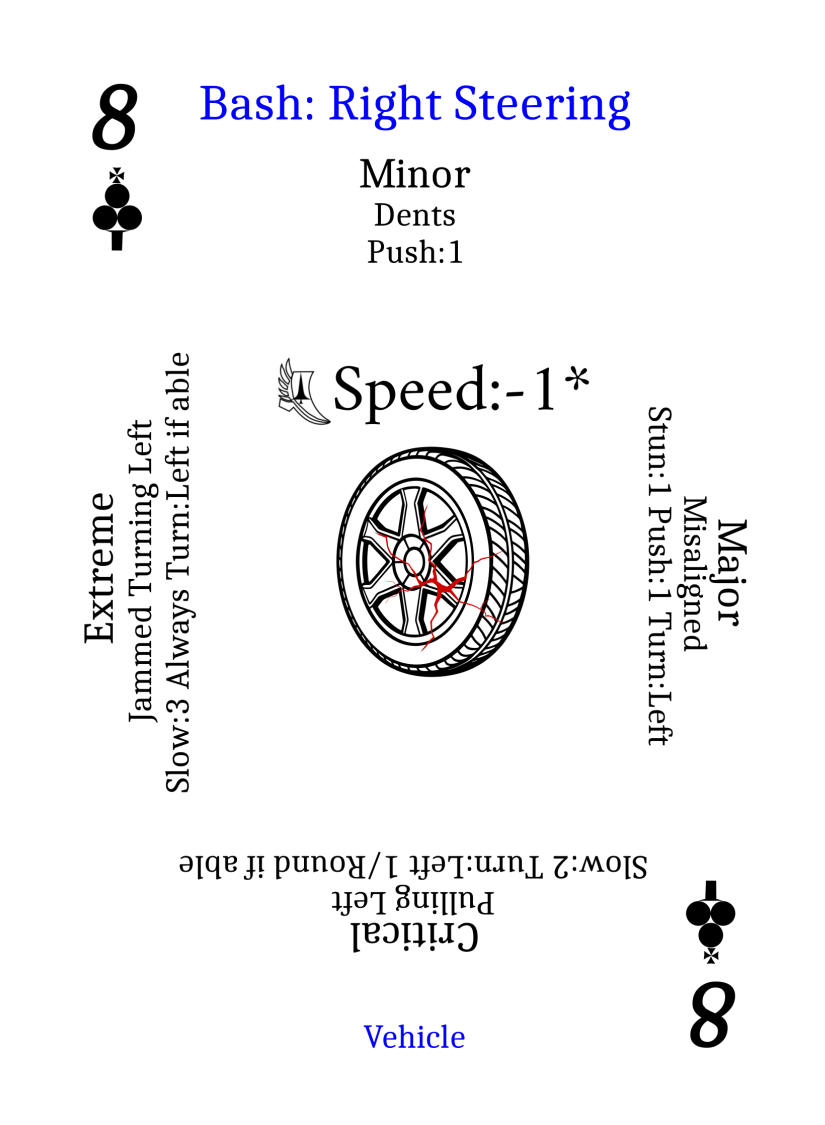 8
Bash: Right Steering
Minor
Dents
Push:1
Speed:-1*
Major
Misaligned
Stun:1 Push:1 Turn:Left
Critical
Pulling Left
Slow:2 Turn:Left 1/Round if able
Extreme
Jammed Turning Left
Slow:3 Always Turn:Left if able
Vehicle
8